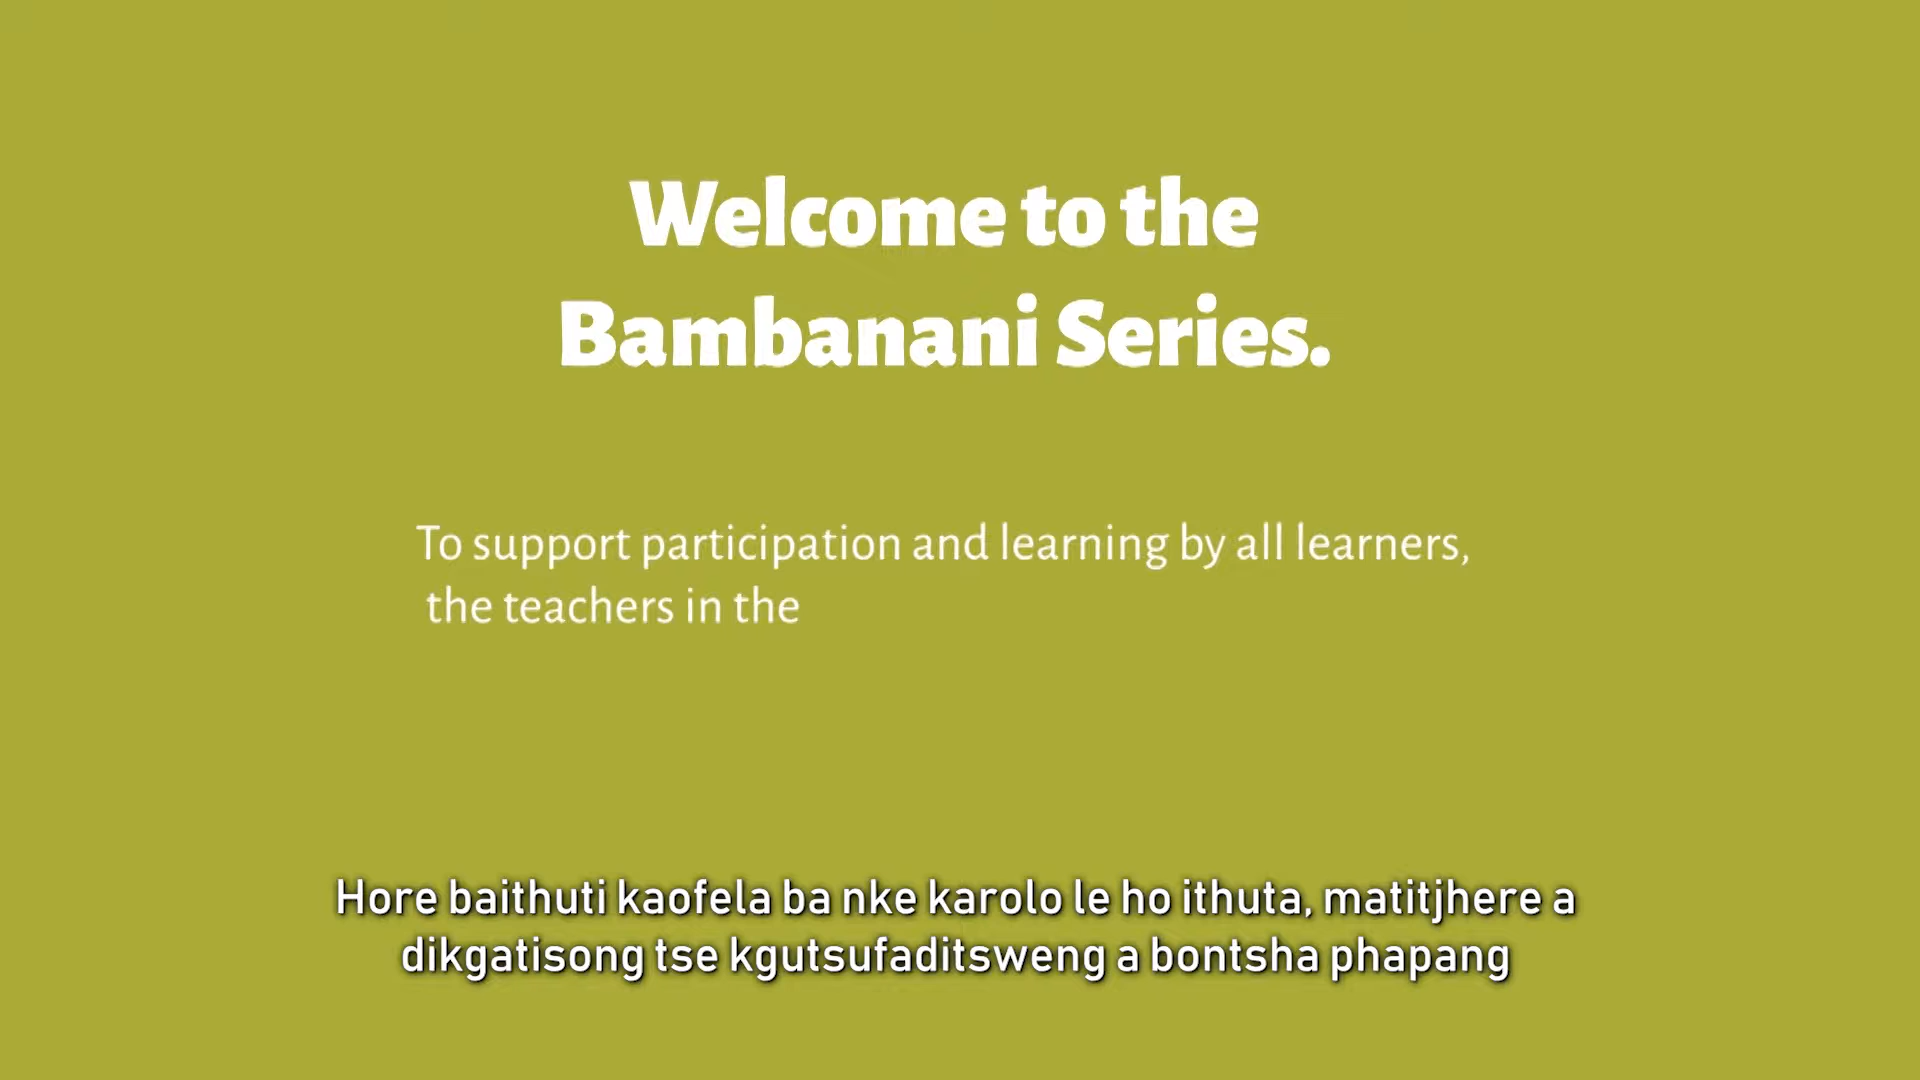 Welcome to the
Bambanani Series.
To support participation and learning by all learners,
the teachers in the
Hore baithuti kaofela ba nke karolo le ho ithuta, matitjhere a
dikgatisong tse kgutsufaditsweng a bontsha phapang